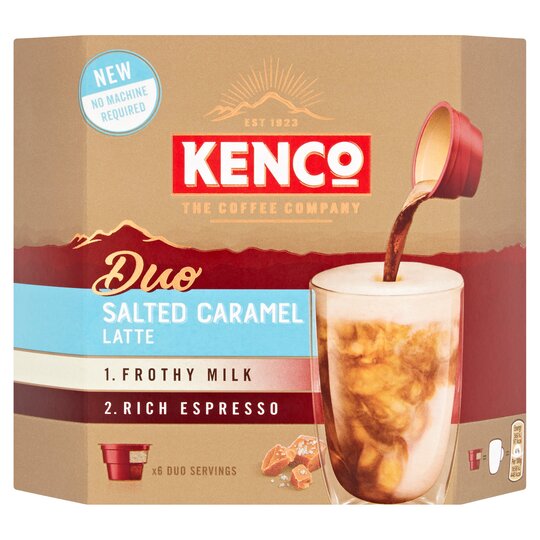 NEW
NO MACHINE
REQUIRED
EST 1923
KENCO
THE COFFEE COMPANY
Duo
SALTED CARAMEL
LATTE
1. FROTHY MILK
2. RICH ESPRESSO
x6 DUO SERVINGS